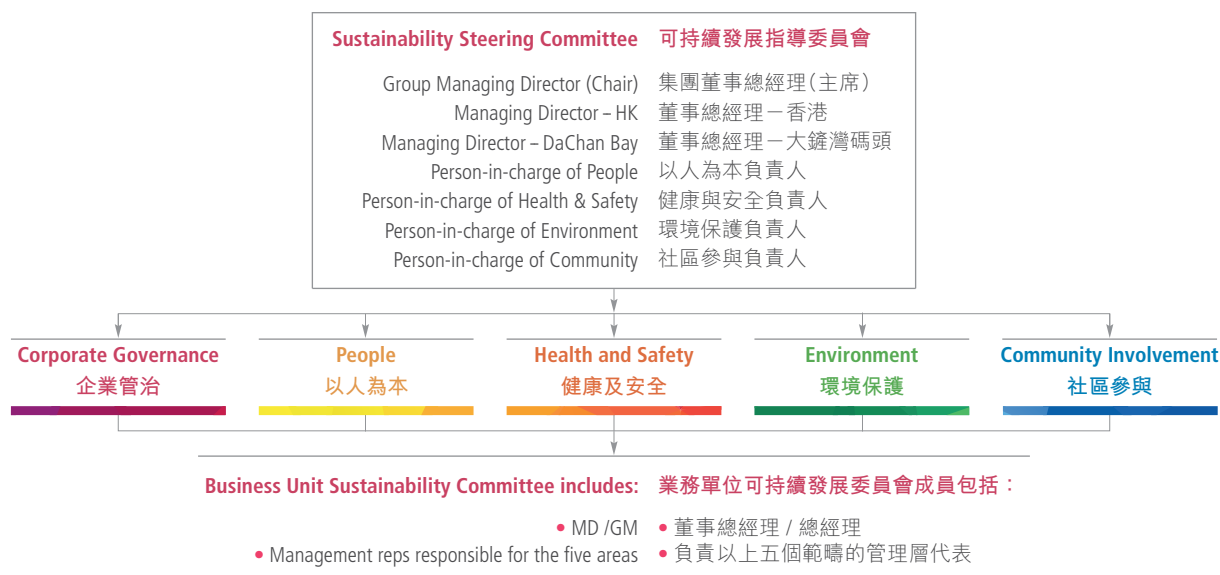 Sustainability Steering Committee 可持續發展指導委員會
Group Managing Director (Chair) 集團董事總經理(主席)
Managing Director – HK 董事總經理－香港
Managing Director – DaChan Bay 董事總經理－大鏟灣碼頭
Person-in-charge of People 以人為本負責人
Person-in-charge of Health & Safety 健康與安全負責人
Person-in-charge of Environment 環境保護負責人
Person-in-charge of Community 社區參與負責人
Corporate Governance
企業管治
People
以人為本
Health and Safety
健康及安全
Environment
環境保護
Community Involvement
社區參與
Business Unit Sustainability Committee includes: 業務單位可持續發展委員會成員包括：
• MD /GM • 董事總經理 / 總經理
• Management reps responsible for the five areas • 負責以上五個範疇的管理層代表